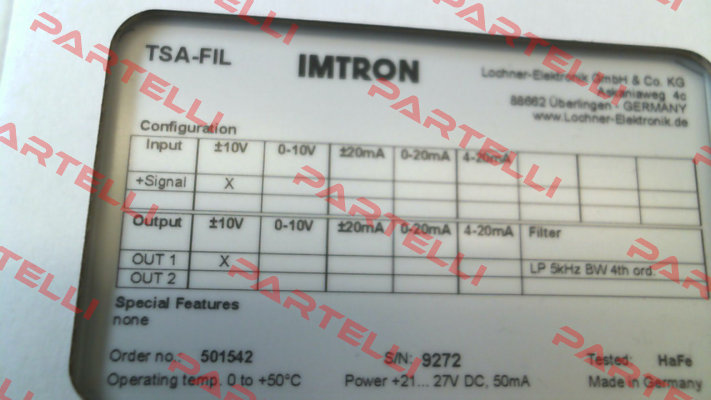 TSA-FIL IMTRON Lochner-Elektronik GmbH & Co. KG
Askaniaweg 4c
88662 Überlingen - GERMANY
www.Lochner-Elektronik.de
Configuration
Input ±10V 0-10V ±20mA 0-20mA 4-20mA
+Signal X
Output ±10V 0-10V ±20mA 0-20mA 4-20mA Filter
OUT 1 X LP 5kHz BW 4th ord.
OUT 2
Special Features
none
Order no.: 501542 S/N: 9272 Tested: HaFe
Operating temp. 0 to +50°C Power +21... 27V DC, 50mA Made in Germany
PARTELLI
PARTELLI
PARTELLI
PARTELLI
PARTELLI
PARTELLI
PARTELLI